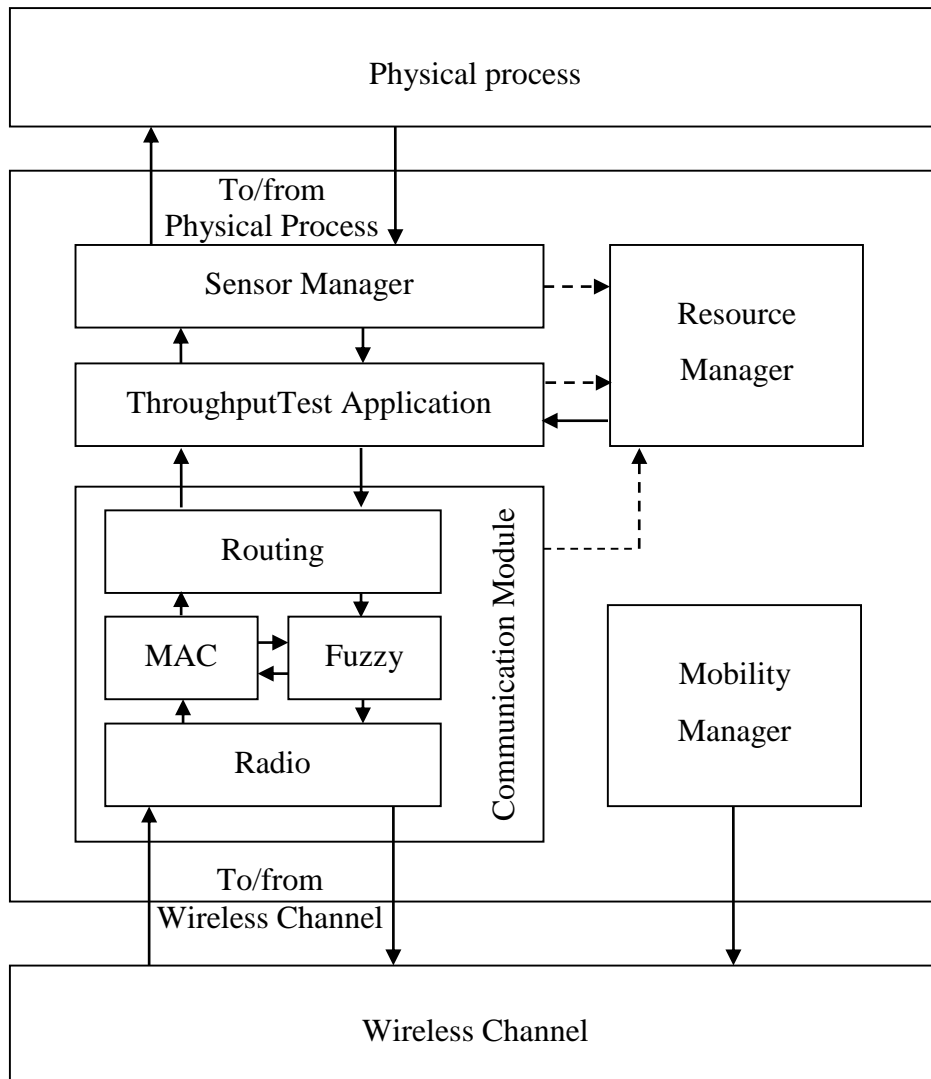 Physical process
To/from
Physical Process
Sensor Manager
Resource
Manager
ThroughputTest Application
Communication Module
Routing
MAC
Fuzzy
Mobility
Manager
Radio
To/from
Wireless Channel
Wireless Channel